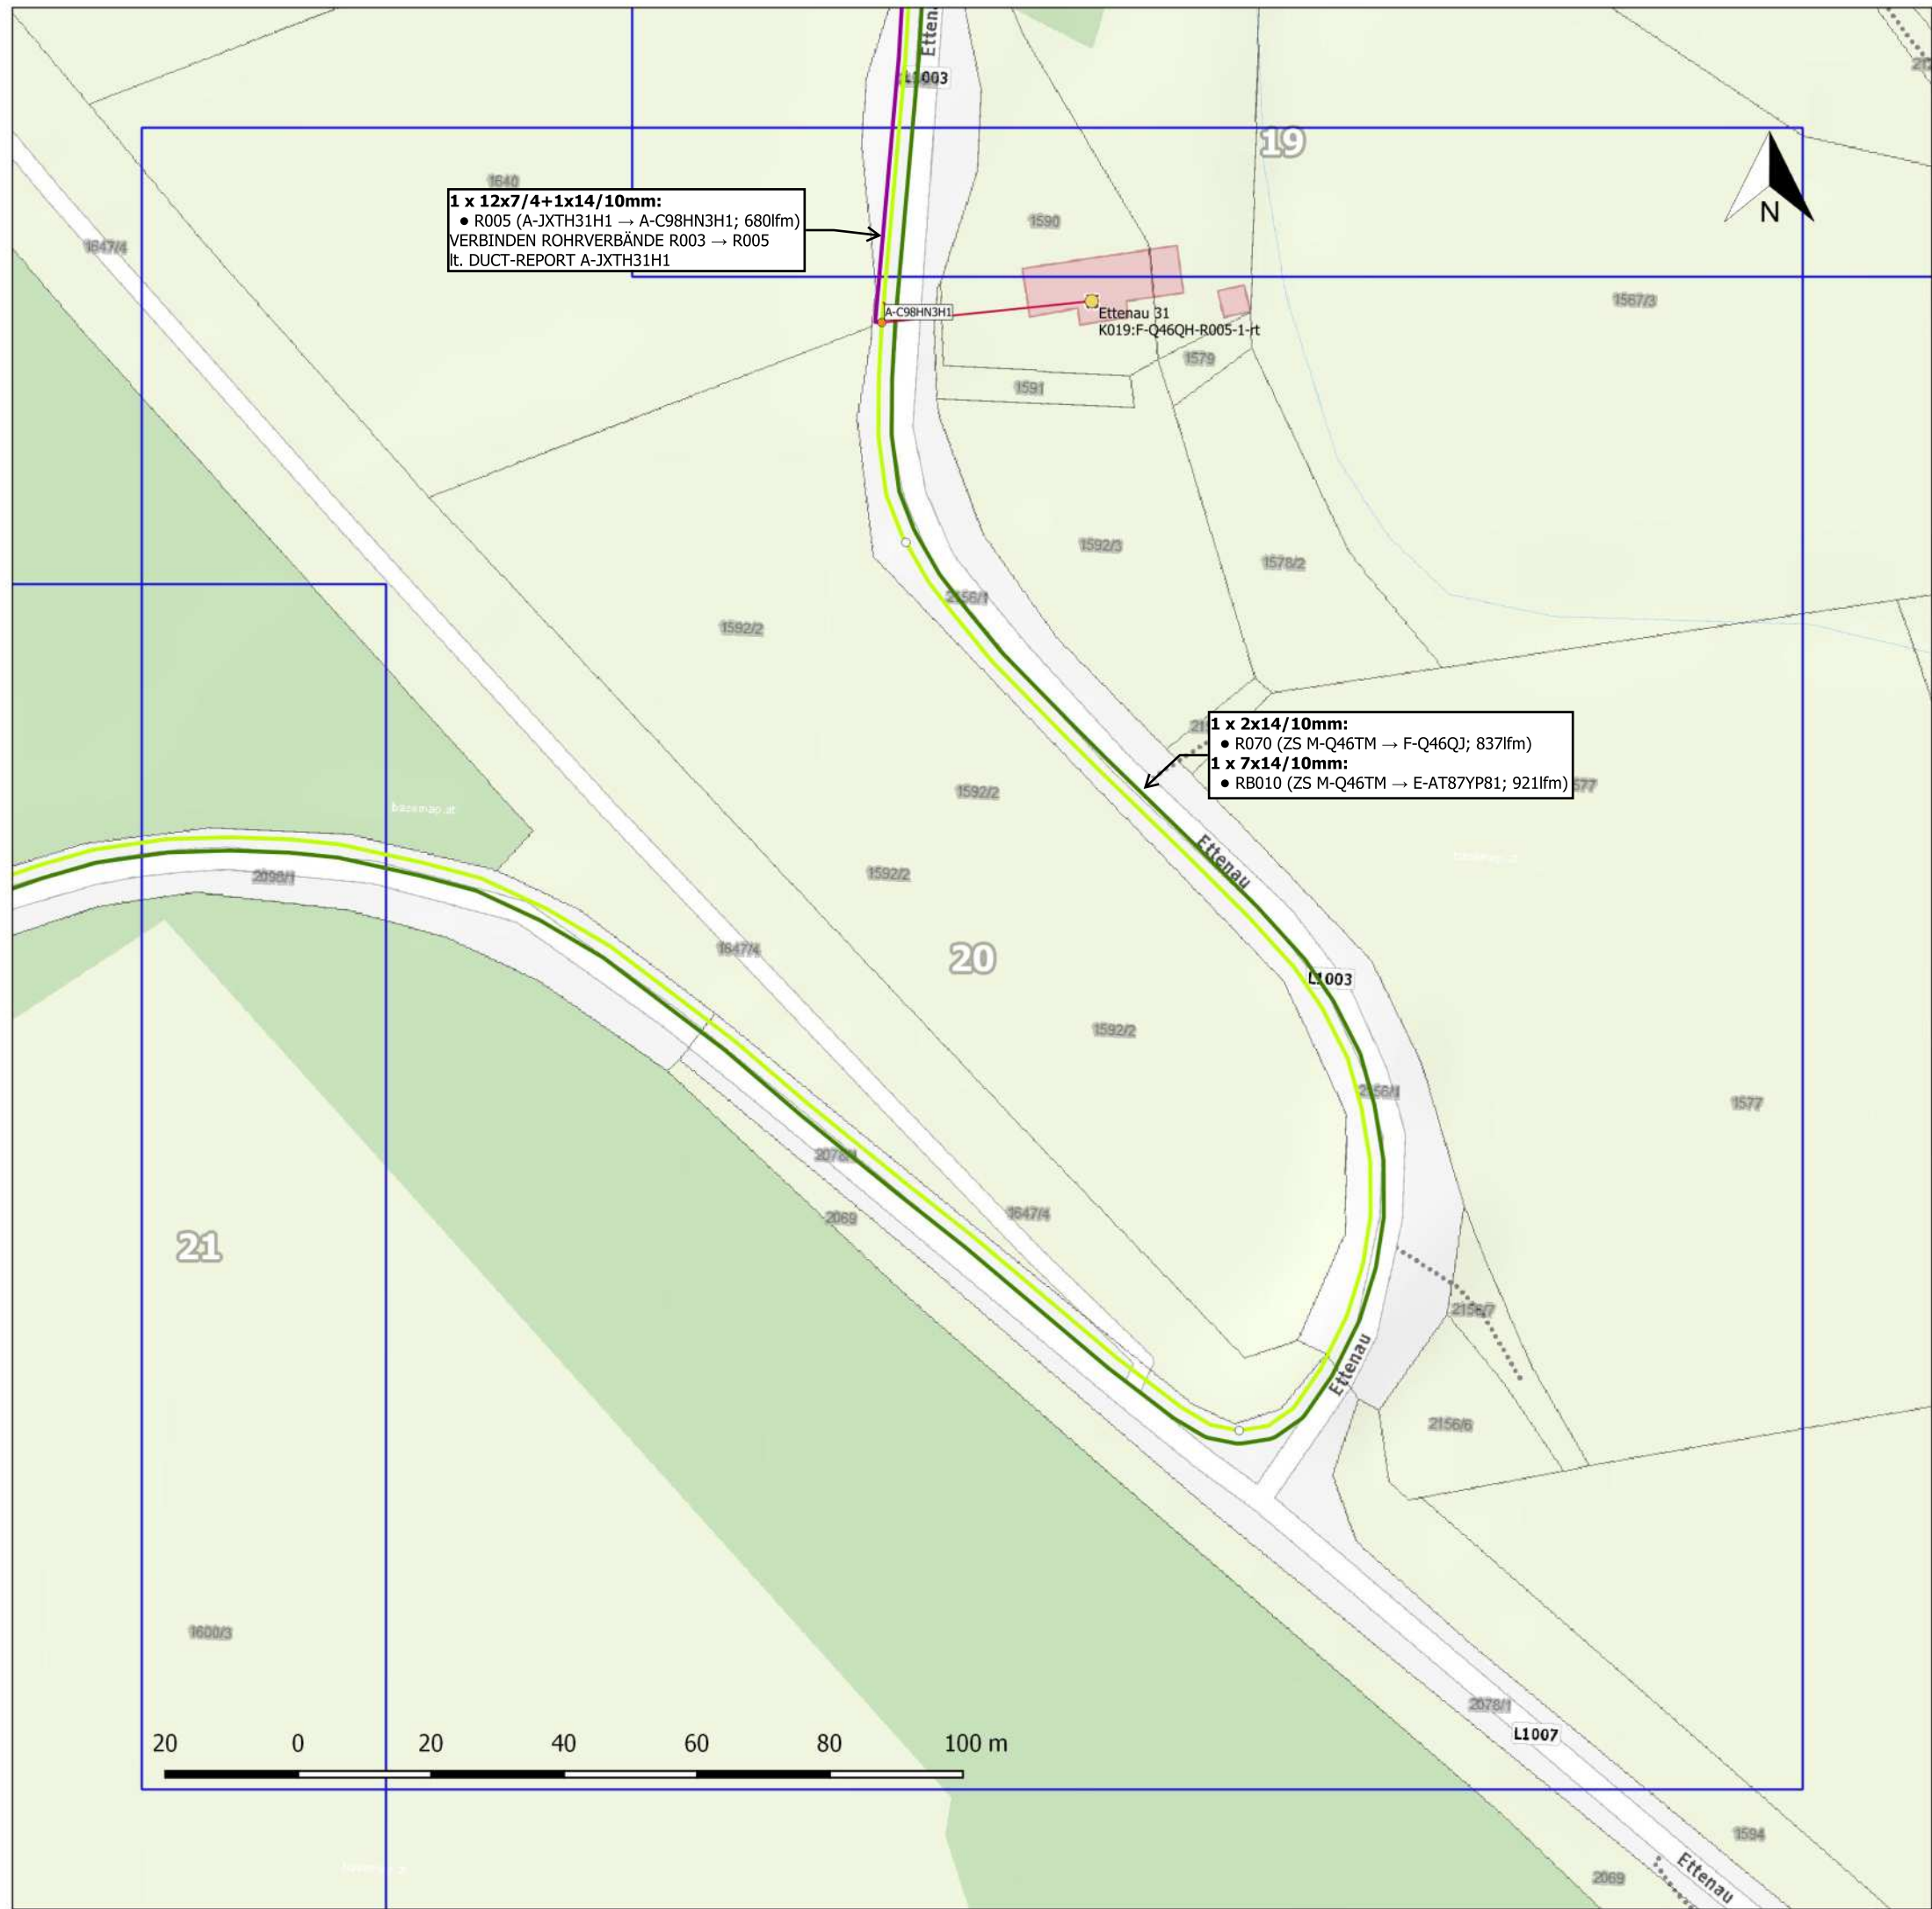 Ettenau
L1003
19
1640
1 x 12x7/4+1x14/10mm:
• R005 (A-JXTH31H1 → A-C98HN3H1; 680lfm)
VERBINDEN ROHRVERBÄNDE R003 → R005
lt. DUCT-REPORT A-JXTH31H1
1590
N
1647/4
1567/3
A-C98HN3H1
Ettenau 31
K019:F-Q46QH-R005-1-rt
1579
1591
1592/3
1578/2
2156/1
1592/2
1 x 2x14/10mm:
• R070 (ZS M-Q46TM → F-Q46QJ; 837lfm)
1 x 7x14/10mm:
• RB010 (ZS M-Q46TM → E-AT87YP81; 921lfm)
1592/2
basemap.at
Ettenau
1592/2
2098/1
1647/4
20
L1003
1592/2
2156/1
1577
2078/1
2069
1647/4
21
2156/7
Ettenau
2156/6
1600/3
2078/1
L1007
20 0 20 40 60 80 100 m
1594
Ettenau
2069